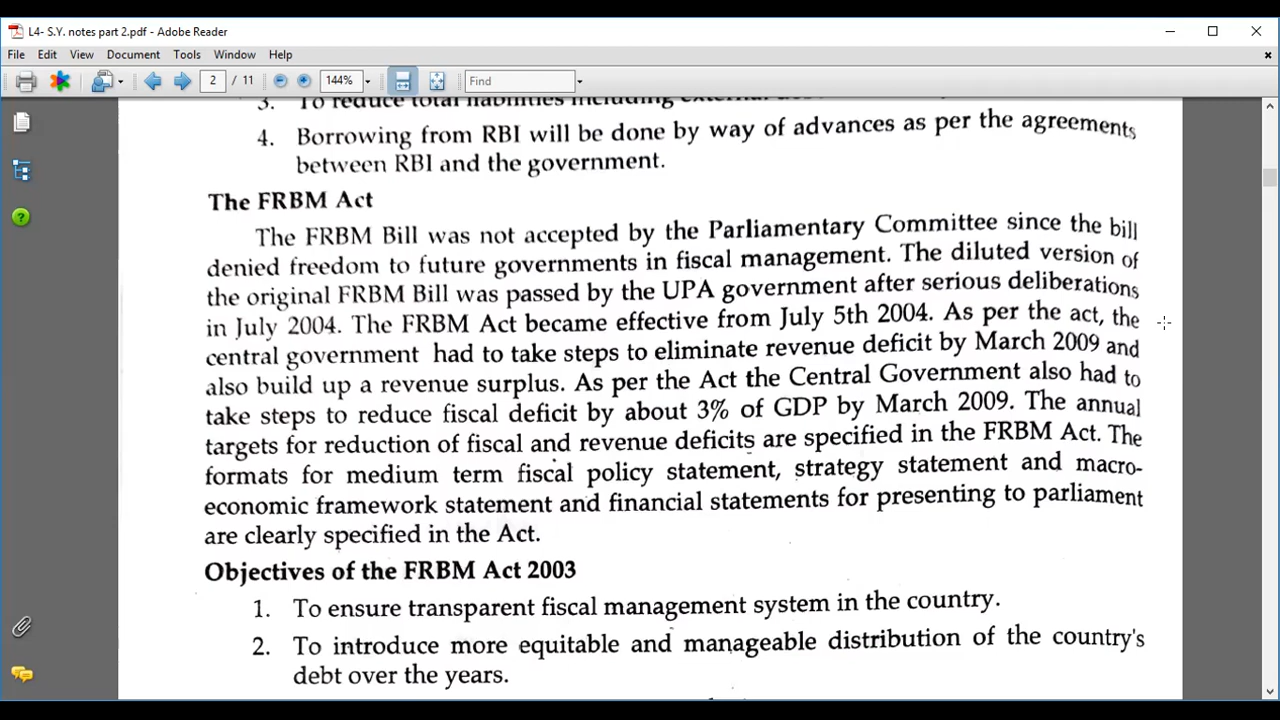 L4- S.Y. notes part 2.pdf - Adobe Reader
File Edit View Document Tools Window Help
2 / 11 144% Find
3. To reduce total liabilities including external
4. Borrowing from RBI will be done by way of advances as per the agreements
between RBI and the government.
The FRBM Act
The FRBM Bill was not accepted by the Parliamentary Committee since the bill
denied freedom to future governments in fiscal management. The diluted version of
the original FRBM Bill was passed by the UPA government after serious deliberations
in July 2004. The FRBM Act became effective from July 5th 2004. As per the act, the
central government had to take steps to eliminate revenue deficit by March 2009 and
also build up a revenue surplus. As per the Act the Central Government also had to
take steps to reduce fiscal deficit by about 3% of GDP by March 2009. The annual
targets for reduction of fiscal and revenue deficits are specified in the FRBM Act. The
formats for medium term fiscal policy statement, strategy statement and macro-
economic framework statement and financial statements for presenting to parliament
are clearly specified in the Act.
Objectives of the FRBM Act 2003
1. To ensure transparent fiscal management system in the country.
2. To introduce more equitable and manageable distribution of the country's
debt over the years.